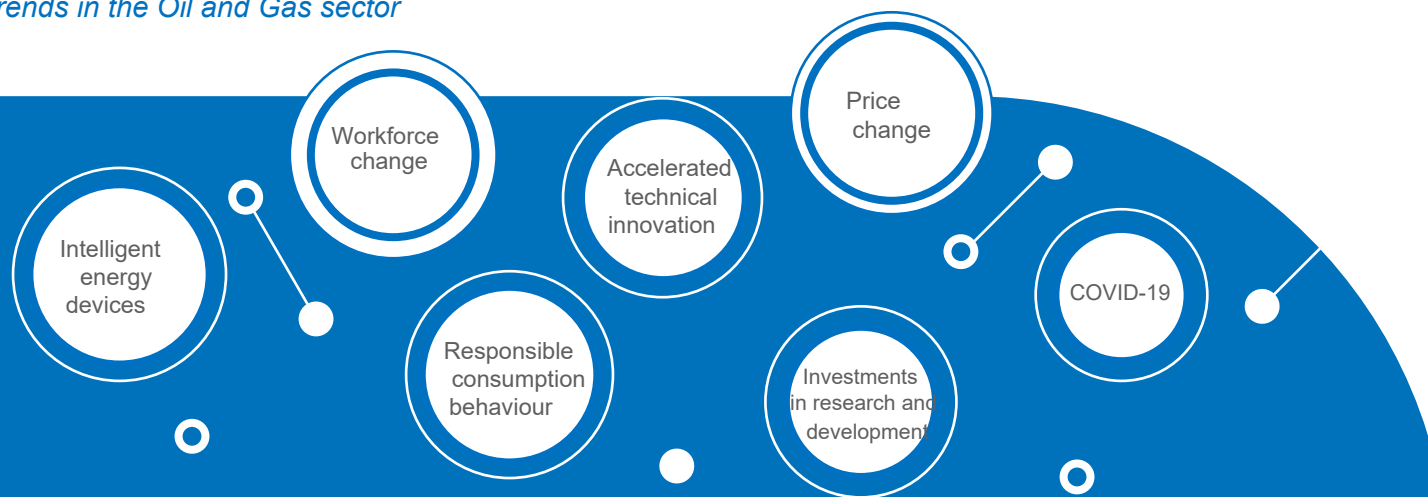 rends in the Oil and Gas sector
Workforce
change
Price
change
Accelerated
technical
innovation
Intelligent
energy
devices
COVID-19
Responsible
consumption
behaviour
Investments
in research and
development